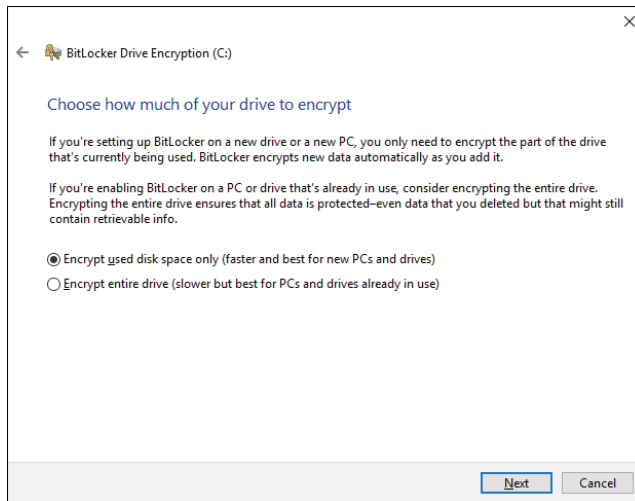 BitLocker Drive Encryption (C:)
Choose how much of your drive to encrypt
If you're setting up BitLocker on a new drive or a new PC, you only need to encrypt the part of the drive
that's currently being used. BitLocker encrypts new data automatically as you add it.
If you're enabling BitLocker on a PC or drive that's already in use, consider encrypting the entire drive.
Encrypting the entire drive ensures that all data is protected–even data that you deleted but that might still
contain retrievable info.
Encrypt used disk space only (faster and best for new PCs and drives)
Encrypt entire drive (slower but best for PCs and drives already in use)
Next Cancel